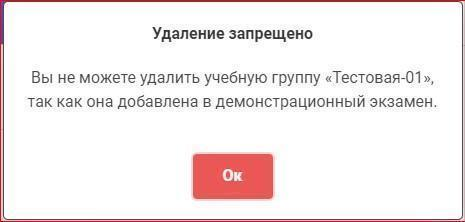 Удаление запрещено
Вы не можете удалить учебную группу «Тестовая-01»,
так как она добавлена в демонстрационный экзамен.
Ок